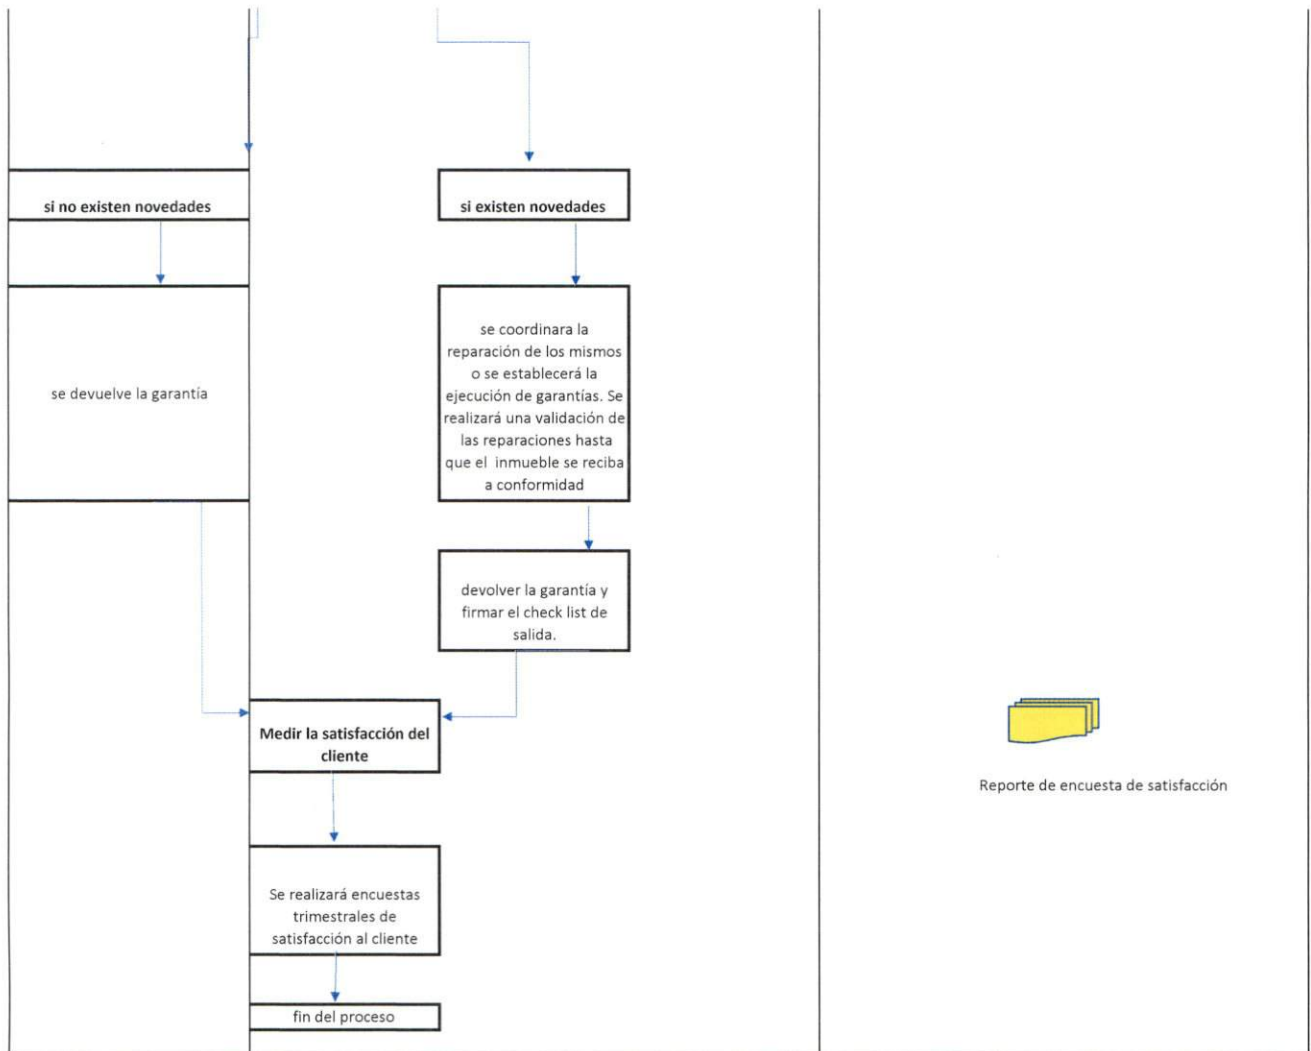 si no existen novedades
si existen novedades
se devuelve la garantía
se coordinara la
reparación de los mismos
o se establecerá la
ejecución de garantías. Se
realizará una validación de
las reparaciones hasta
que el inmueble se reciba
a conformidad
devolver la garantía y
firmar el check list de
salida.
Medir la satisfacción del
cliente
Reporte de encuesta de satisfacción
Se realizará encuestas
trimestrales de
satisfacción al cliente
fin del proceso